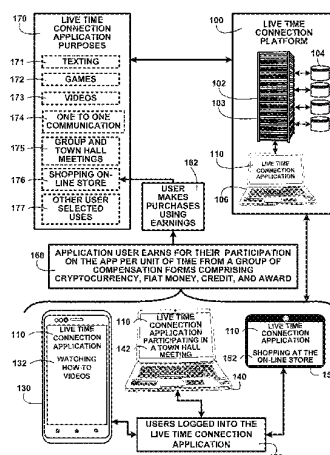 170
LIVE TIME
CONNECTION
APPLICATION
PURPOSES
171
TEXTING
172
GAMES
173
VIDEOS
174
ONE TO ONE
COMMUNICATION
175
GROUP AND
TOWN HALL
MEETINGS
176
SHOPPING
ON-LINE STORE
177
OTHER USER
SELECTED
USES
100
LIVE TIME
CONNECTION
PLATFORM
104
102
103
110
LIVE TIME
CONNECTION
APPLICATION
106
182
USER
MAKES
PURCHASES
USING
EARNINGS
168
APPLICATION USER EARNS FOR THEIR PARTICIPATION
ON THE APP PER UNIT OF TIME FROM A GROUP OF
COMPENSATION FORMS COMPRISING
CRYPTOCURRENCY, FIAT MONEY, CREDIT, AND AWARD
110
LIVE TIME
CONNECTION
APPLICATION
132
WATCHING
HOW-TO
VIDEOS
130
110
LIVE TIME
CONNECTION
APPLICATION
PARTICIPATING
IN A TOWN HALL
MEETING
142
140
110
LIVE TIME
CONNECTION
APPLICATION
152
SHOPPING AT THE
ON-LINE STORE
USERS LOGGED INTO THE
LIVE TIME CONNECTION
APPLICATION